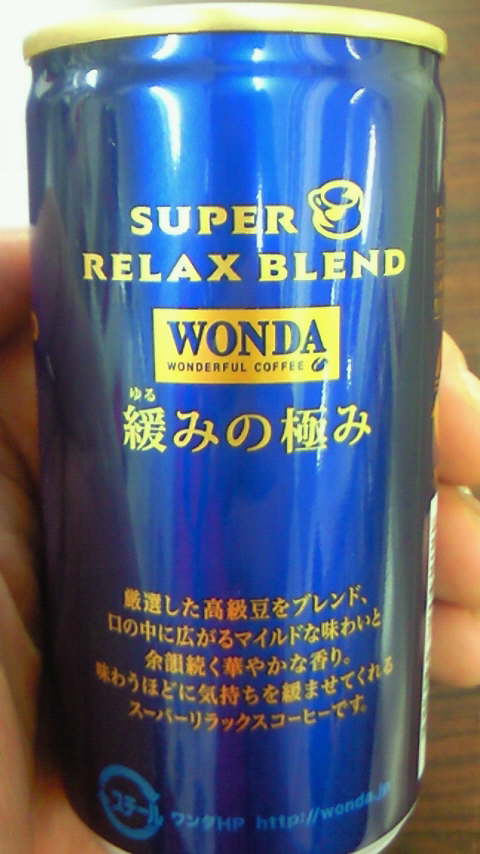 SUPER
RELAX BLEND
WONDA
WONDERFUL COFFEE
ゆる
緩みの極み
厳選した高級豆をブレンド、
口の中に広がるマイルドな味わいと
余韻続く華やかな香り。
味わうほどに気持ちを緩ませてくれる
スーパーリラックスコーヒーです。
スチール
ワンダHP http://wonda.jp